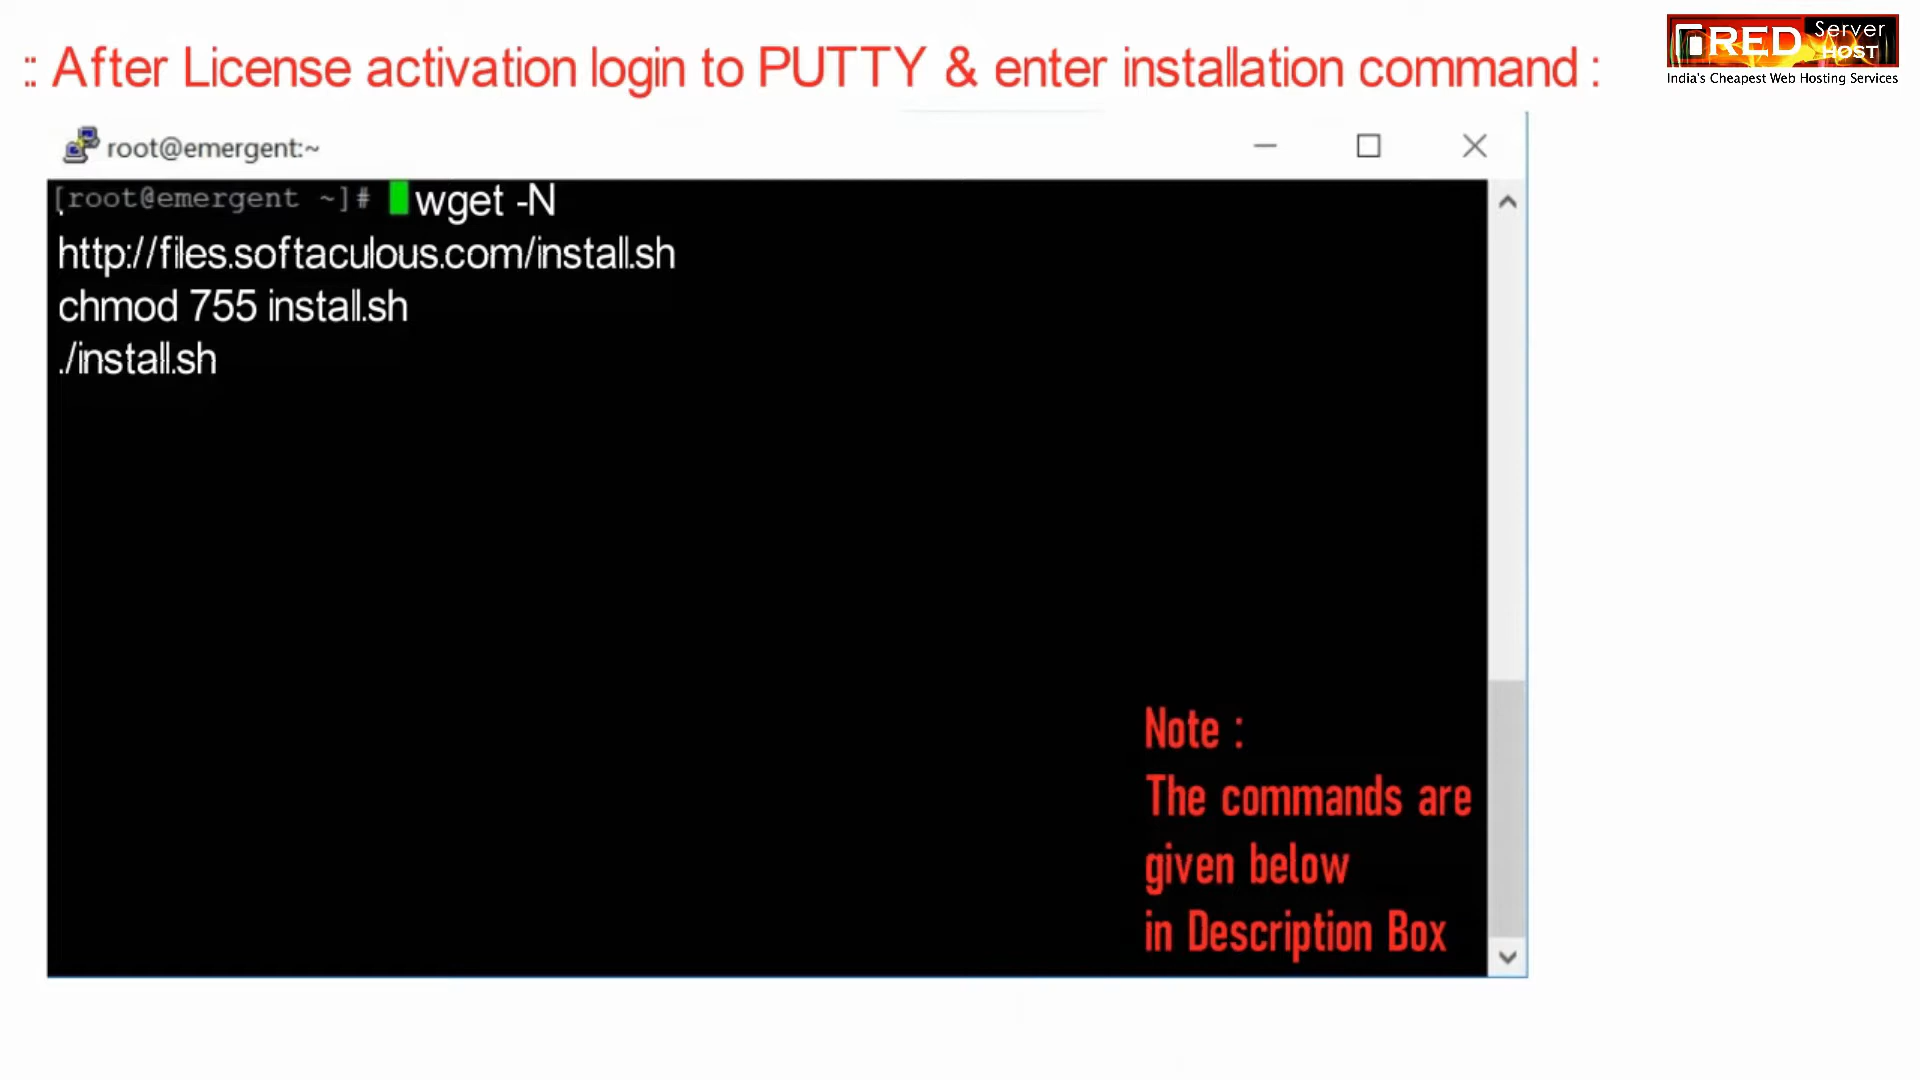 :: After License activation login to PUTTY & enter installation command :
RED Server
HOST
India's Cheapest Web Hosting Services
root@emergent:~
[root@emergent ~]# wget -N
http://files.softaculous.com/install.sh
chmod 755 install.sh
./install.sh
Note :
The commands are
given below
in Description Box